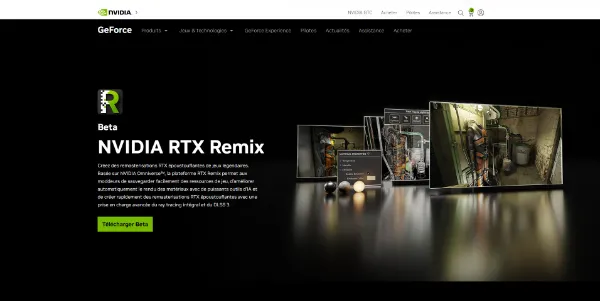 NVIDIA
Acheter
Pilotes
Assistance
GeForce
Produits
Jeux & technologies
GeForce Experience
Pilotes
Actualités
Assistance
Acheter
Beta
NVIDIA RTX Remix
Créez des remasterisations RTX époustouflantes de jeux légendaires.
Basée sur NVIDIA Omniverse™, la plateforme RTX Remix permet aux
moddeurs de sauvegarder facilement des ressources de jeu, d'améliorer
automatiquement le rendu des matériaux avec de puissants outils d'IA et
de créer rapidement des remasterisations RTX époustouflantes avec une
prise en charge avancée du ray tracing intégral et du DLSS 3.
Télécharger Beta